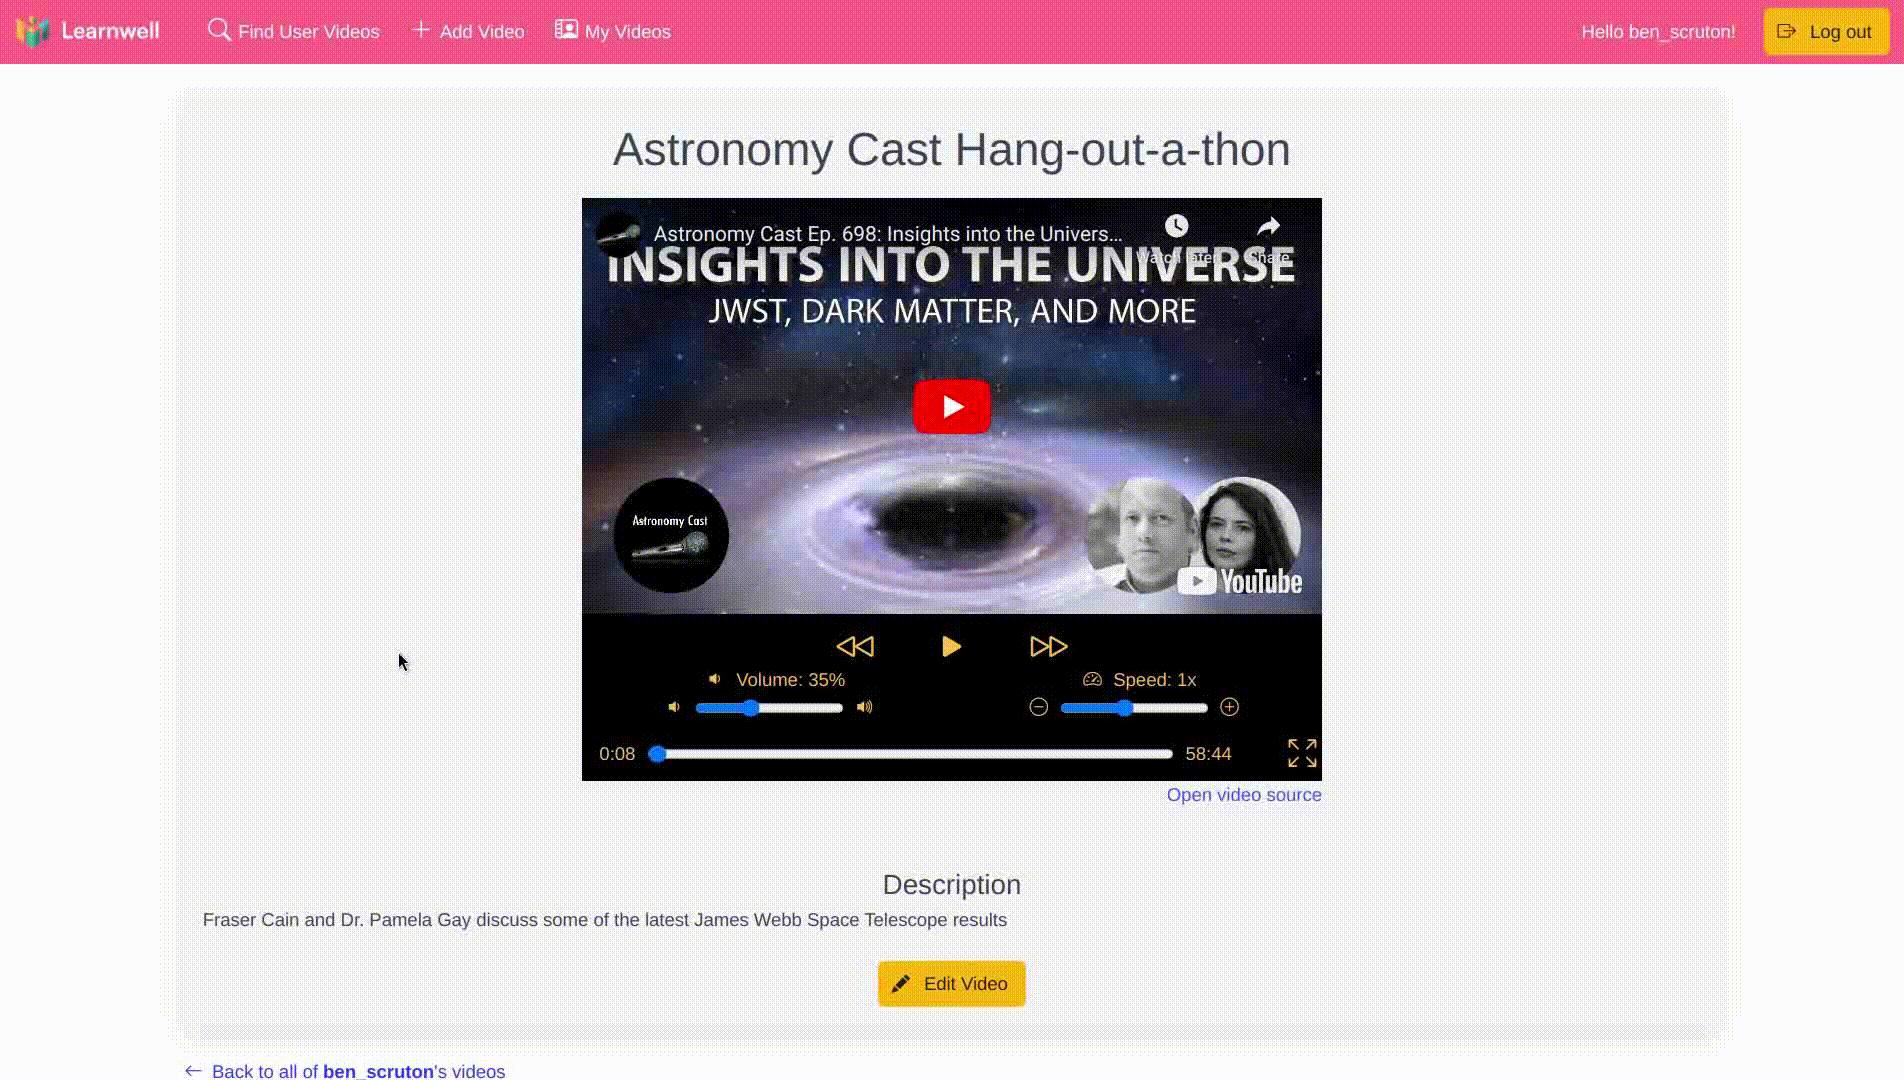 Learnwell
Find User Videos
Add Video
My Videos
Hello ben_scruton!
Log out
Astronomy Cast Hang-out-a-thon
Astronomy Cast Ep. 698: Insights into the Univers...
Watch later
Share
INSIGHTS INTO THE UNIVERSE
JWST, DARK MATTER, AND MORE
Astronomy Cast
YouTube
Volume: 35%
Speed: 1x
0:08
58:44
Open video source
Description
Fraser Cain and Dr. Pamela Gay discuss some of the latest James Webb Space Telescope results
Edit Video
Back to all of ben_scruton's videos